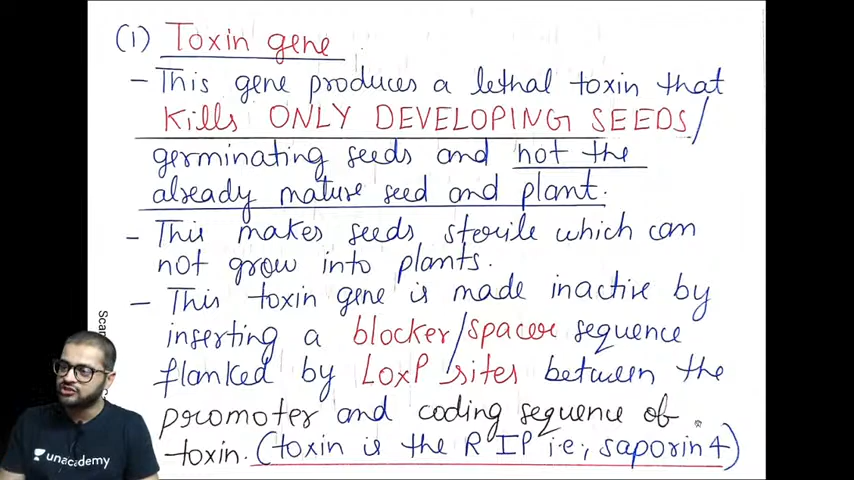 (i) Toxin gene
- This gene produces a lethal toxin that
kills ONLY DEVELOPING SEEDS/
germinating seeds and not the
already mature seed and plant.
- This makes seeds sterile which can
not grow into plants.
- This toxin gene is made inactive by
inserting a blocker/spacer sequence
flanked by LoxP sites between the
promoter and coding sequence of
toxin. (toxin is the RIP i.e., saporin 4)
Scan
unacademy